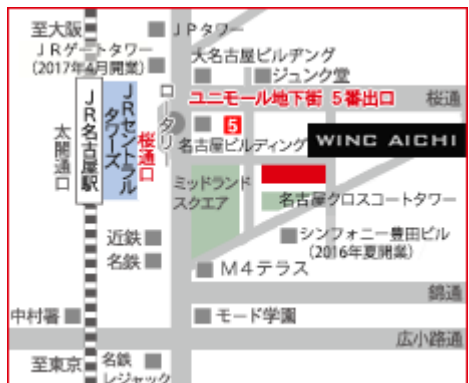 至大阪
JPタワー
JRゲートタワー
(2017年4月開業)
大名古屋ビルヂング
ジュンク堂
ユニモール地下街 5番出口
桜通
ロータリー
JRセントラル
タワーズ
JR名古屋駅
太閤通口
桜通口
5
名古屋ビルディング
WINC AICHI
ミッドランド
スクエア
名古屋クロスコートタワー
近鉄
名鉄
シンフォニー豊田ビル
(2016年夏開業)
M4テラス
錦通
中村署
モード学園
広小路通
至東京
名鉄
レジャック